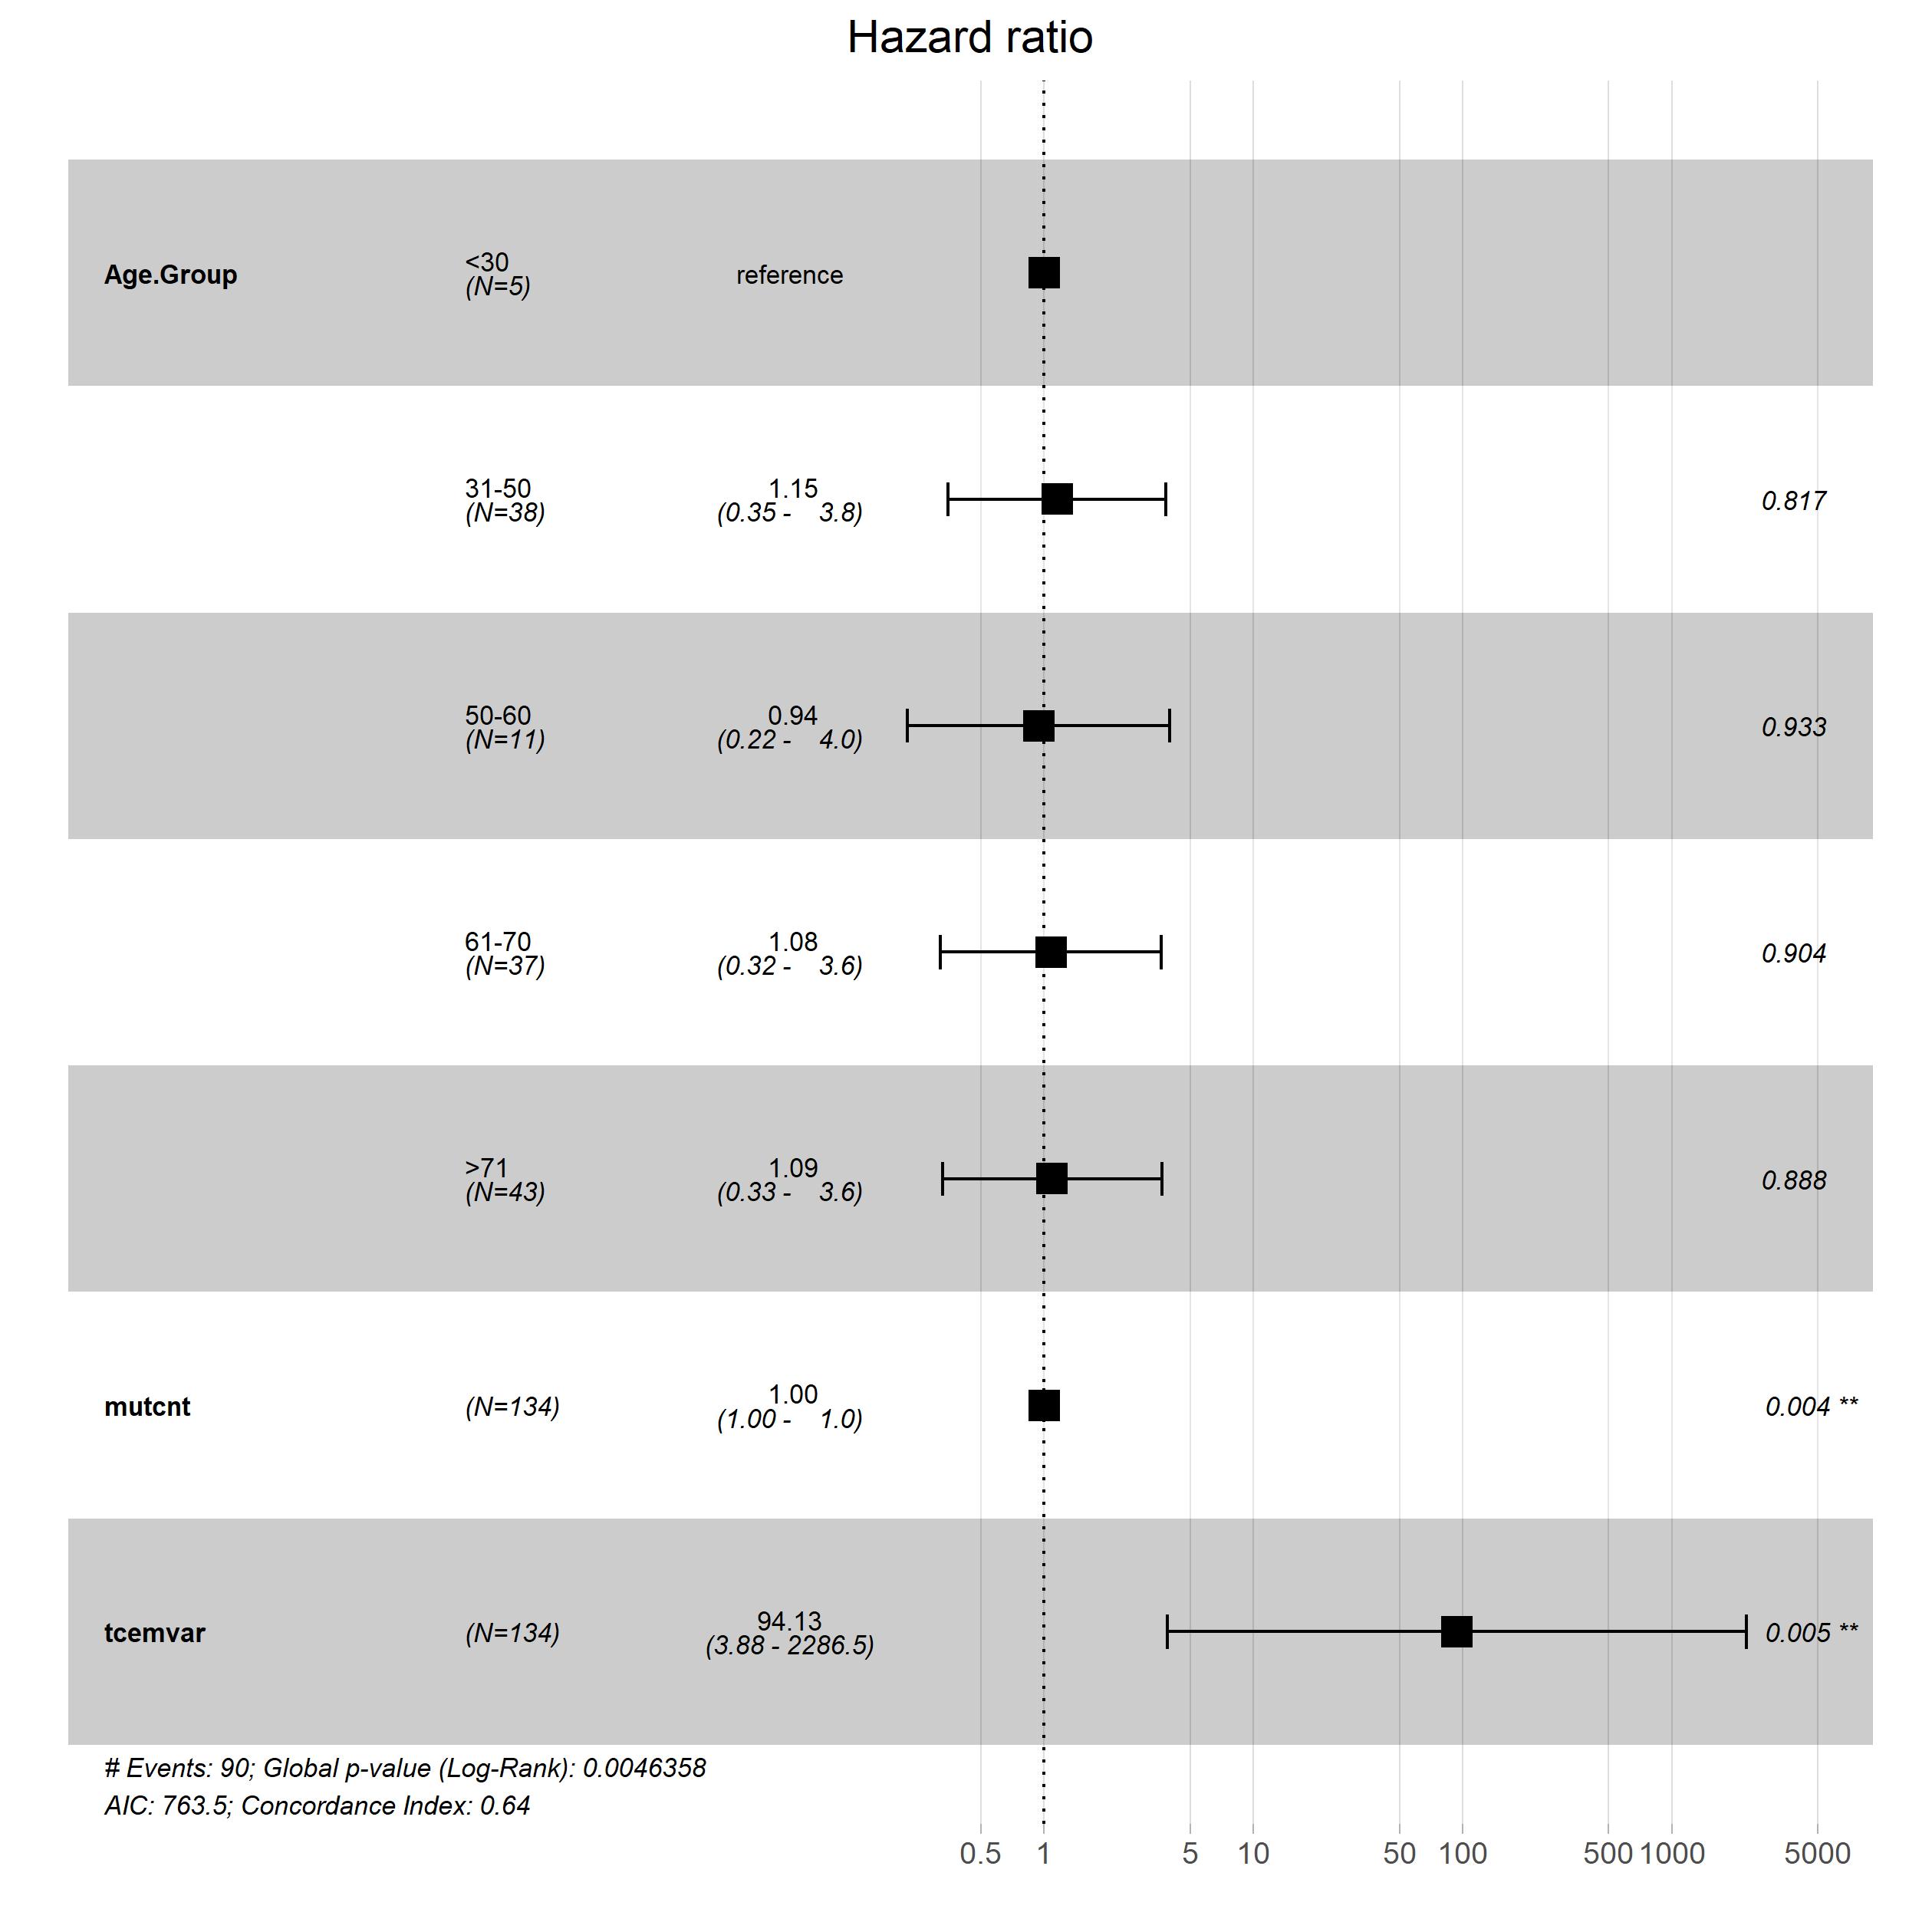 Hazard ratio
<30
Age.Group (N=5) reference
31-50 1.15
(N=38) (0.35 - 3.8) 0.817
50-60 0.94
(N=11) (0.22 - 4.0) 0.933
61-70 1.08
(N=37) (0.32 - 3.6) 0.904
>71 1.09
(N=43) (0.33 - 3.6) 0.888
1.00
mutcnt (N=134) (1.00 - 1.0) 0.004 **
94.13
tcemvar (N=134) (3.88 - 2286.5) 0.005 **
# Events: 90; Global p-value (Log-Rank): 0.0046358
AIC: 763.5; Concordance Index: 0.64
0.5 1 5 10 50 100 500 1000 5000